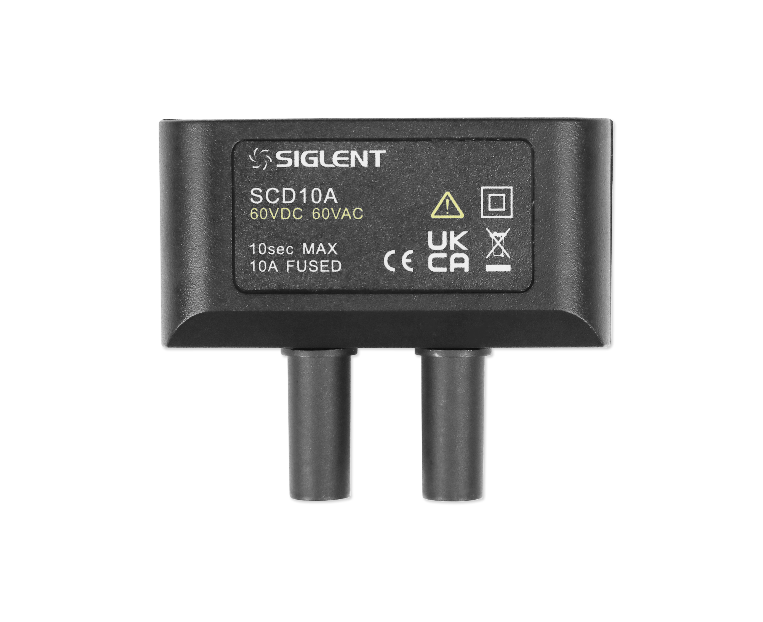 SIGLENT
SCD10A
60VDC 60VAC
10sec MAX
10A FUSED
CE
UK
CA